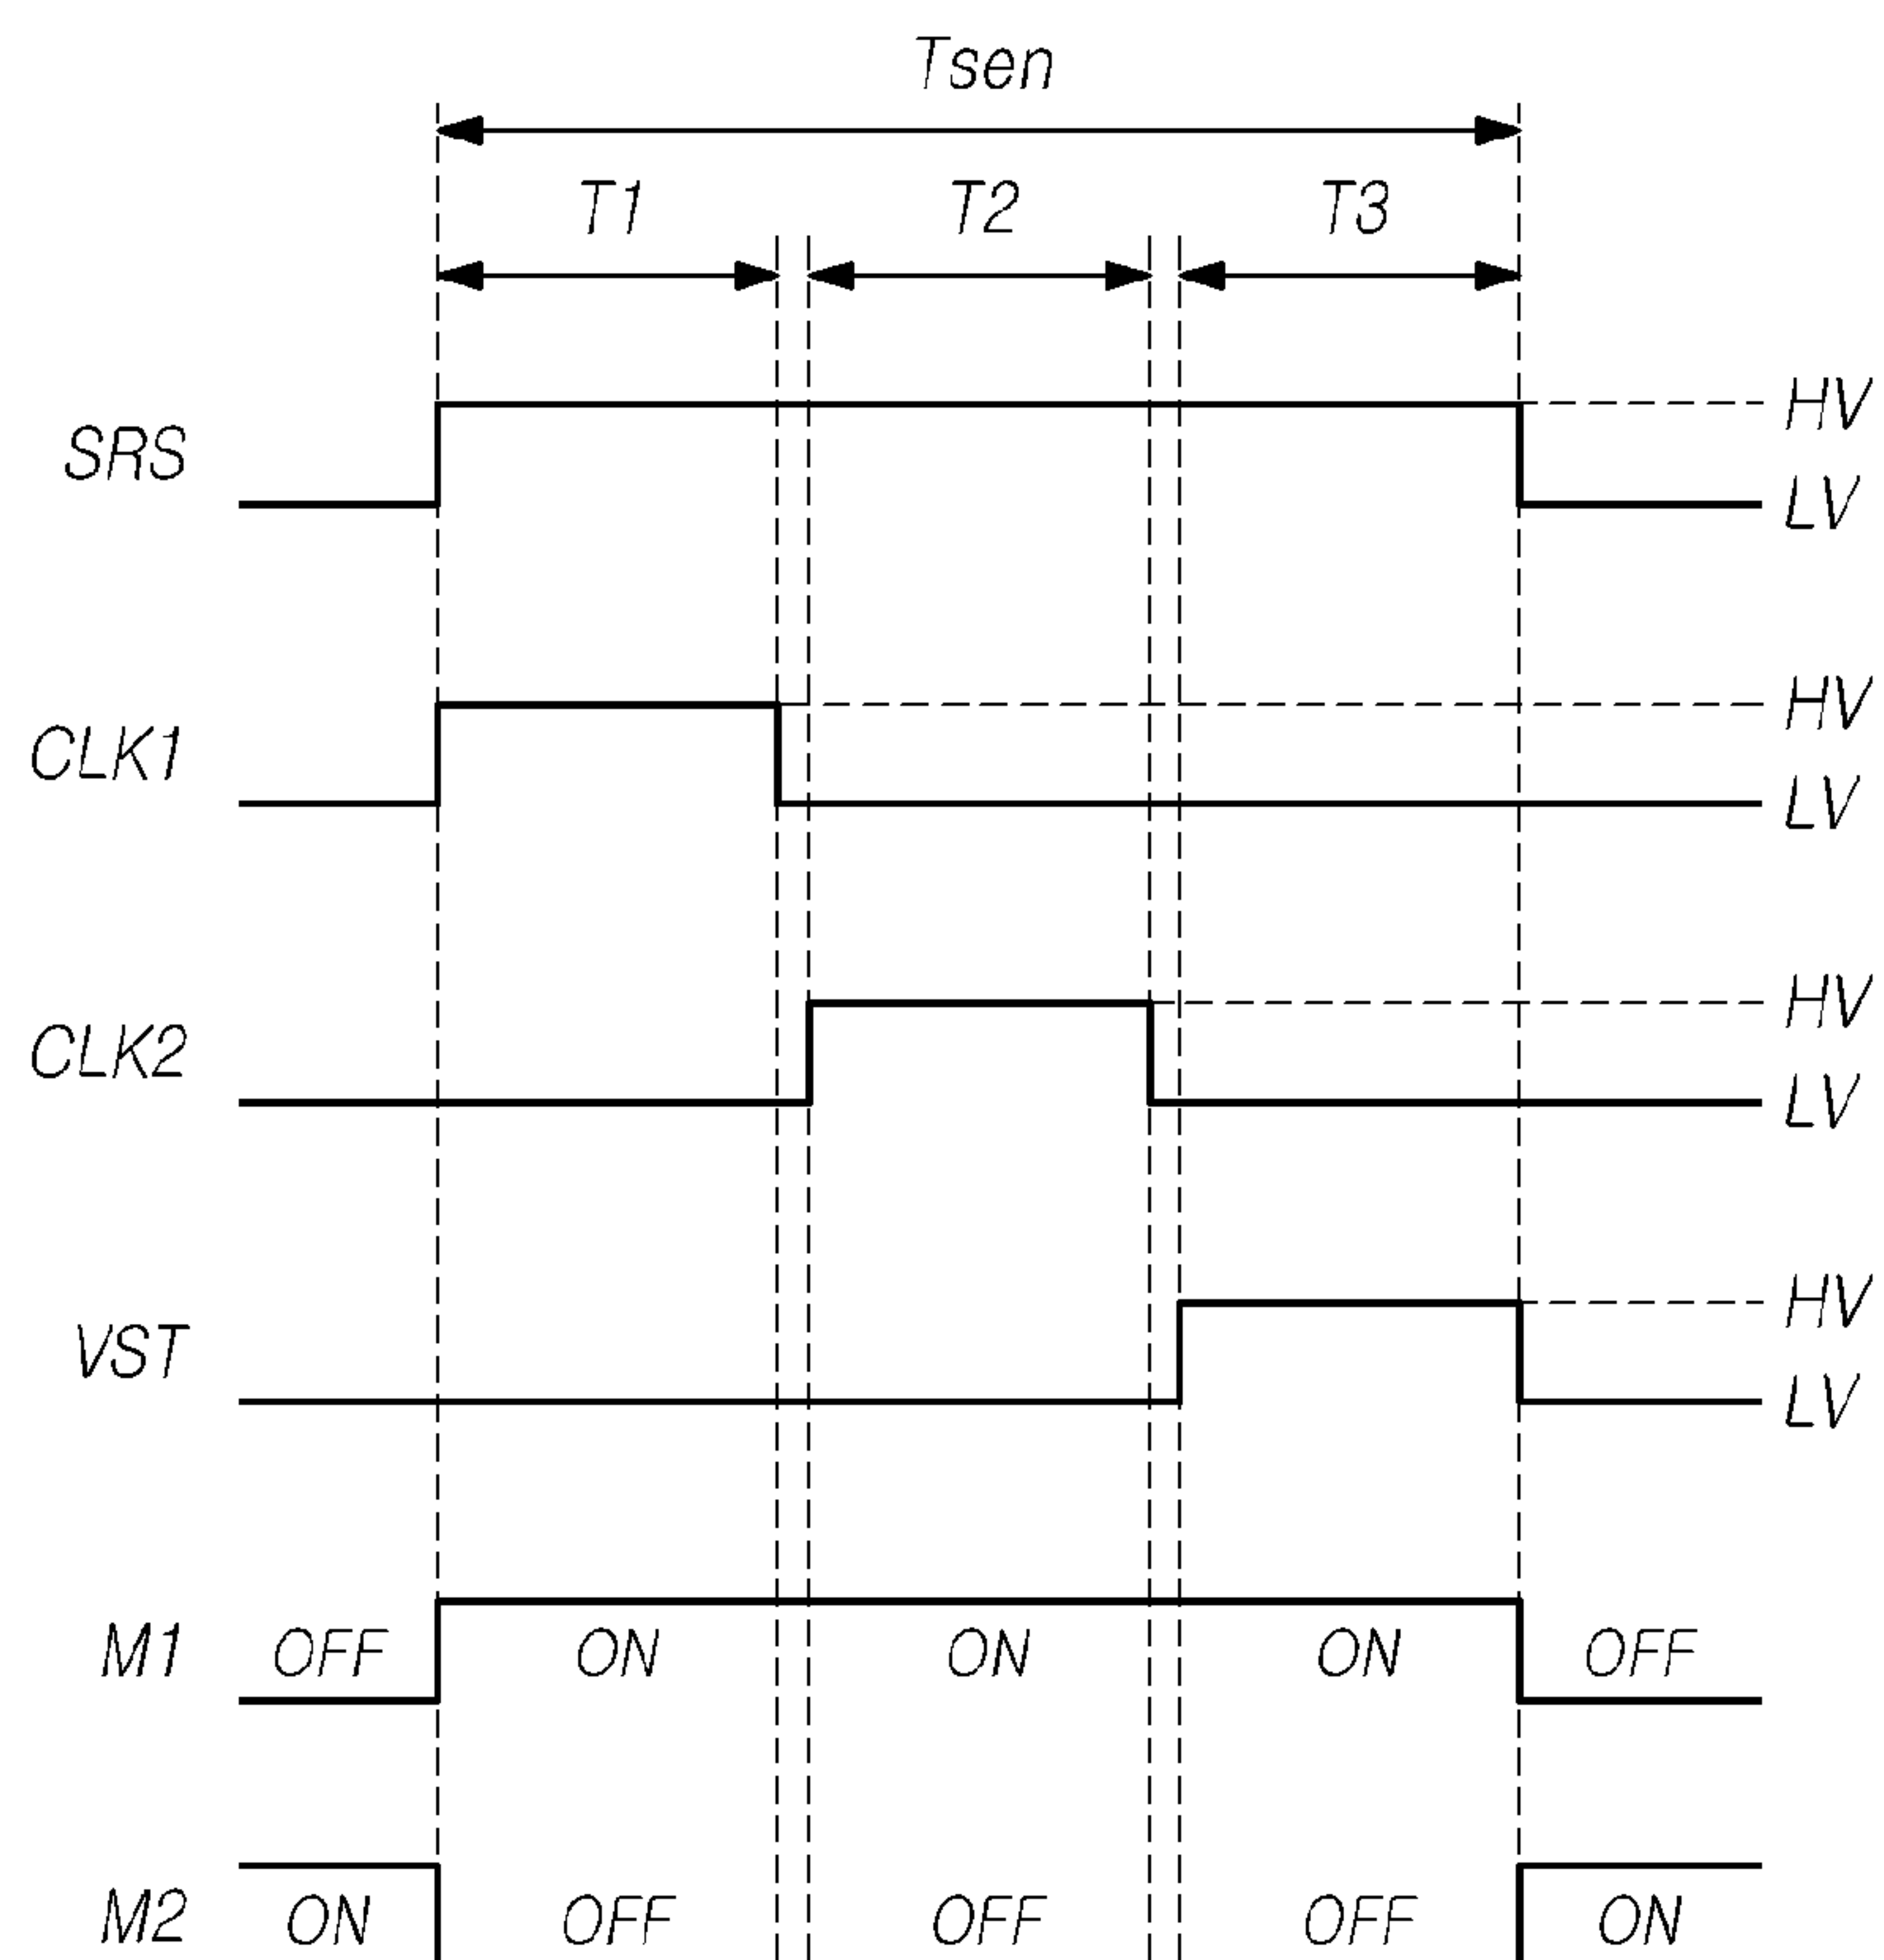 Tsen
T1 T2 T3
HV
SRS
LV
HV
CLK1
LV
HV
CLK2
LV
HV
VST
LV
M1 OFF ON ON ON OFF
M2 ON OFF OFF OFF ON